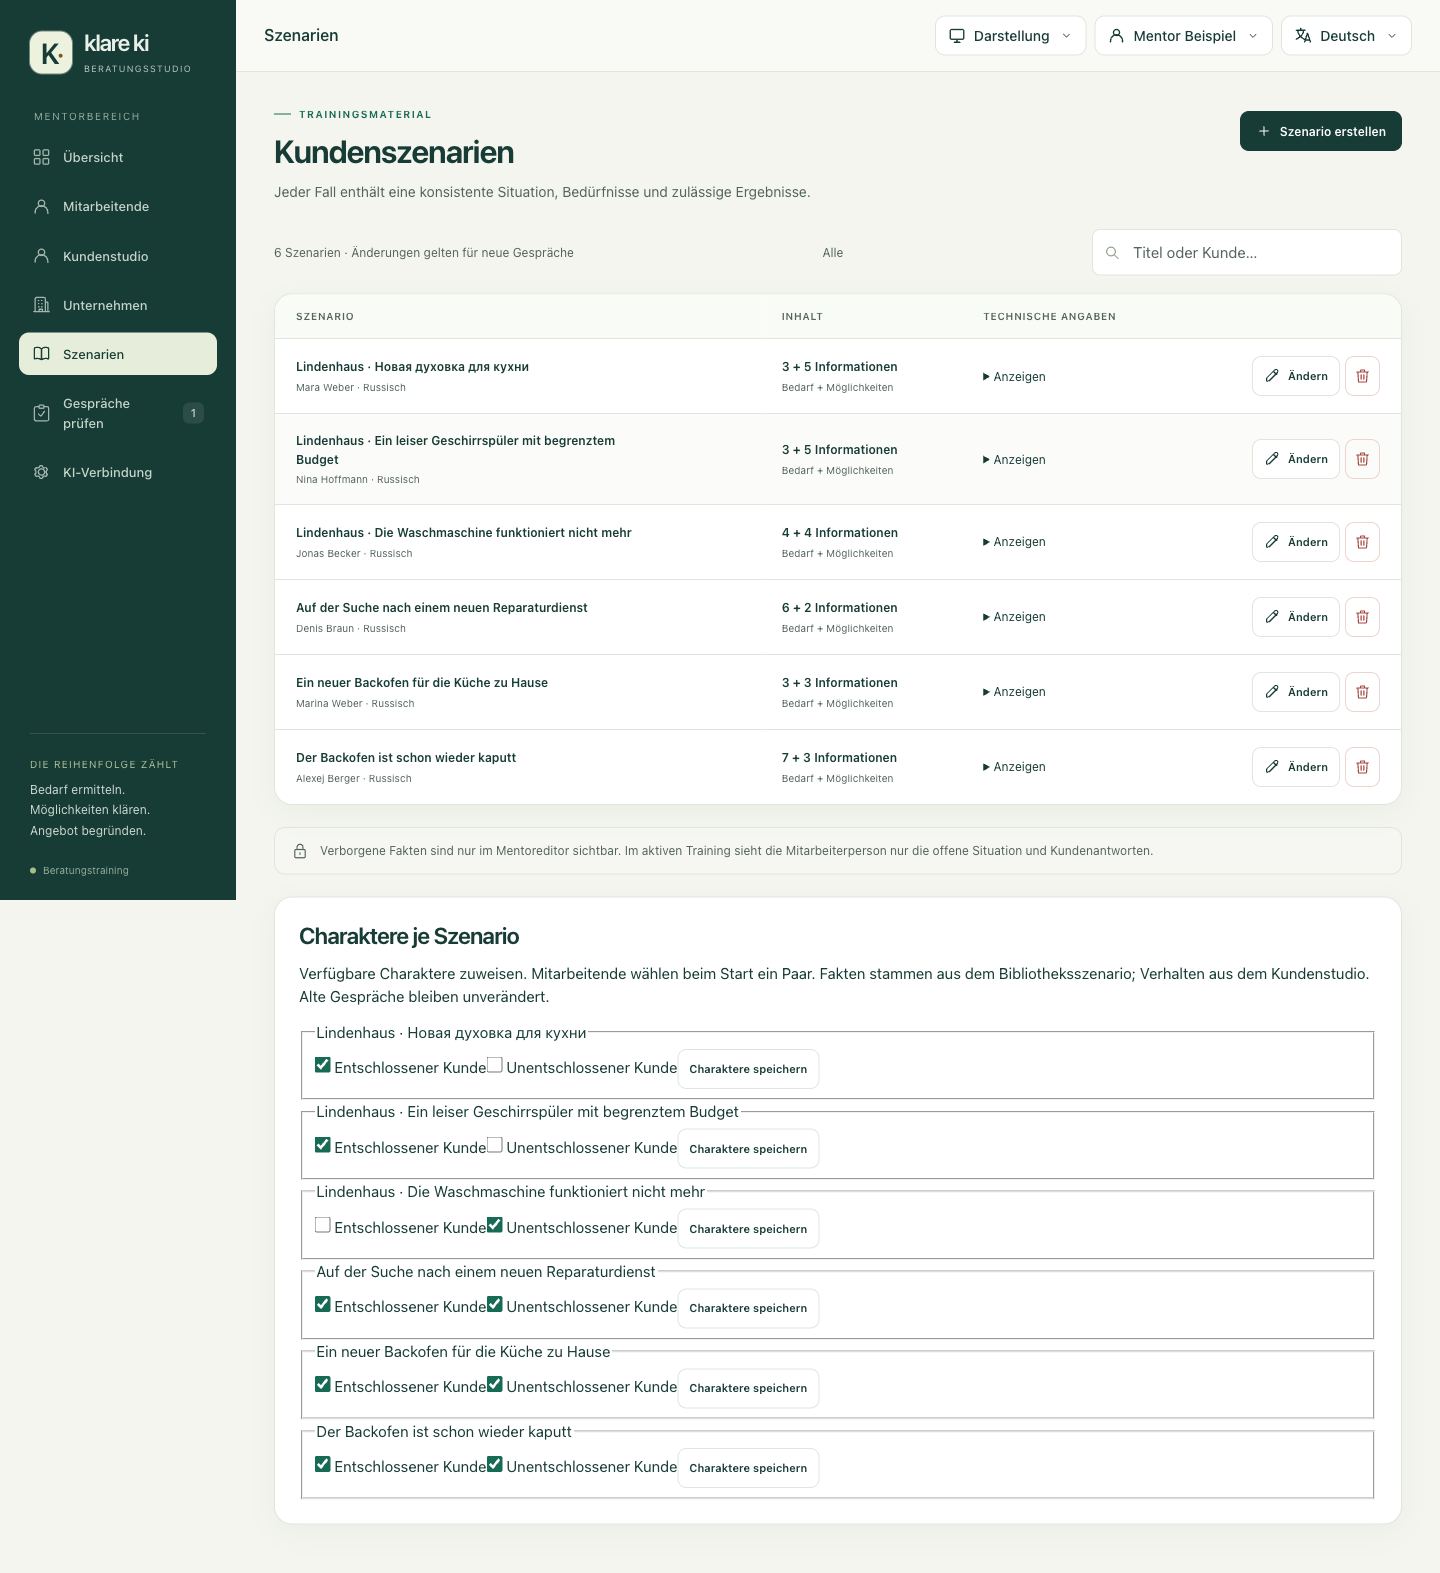 K.
klare ki
BERATUNGSSTUDIO
MENTORBEREICH
Übersicht
Mitarbeitende
Kundenstudio
Unternehmen
Szenarien
Gespräche
prüfen
1
KI-Verbindung
DIE REIHENFOLGE ZÄHLT
Bedarf ermitteln.
Möglichkeiten klären.
Angebot begründen.
Beratungstraining
Szenarien
Darstellung
Mentor Beispiel
Deutsch
TRAININGSMATERIAL
Kundenszenarien
Jeder Fall enthält eine konsistente Situation, Bedürfnisse und zulässige Ergebnisse.
Szenario erstellen
6 Szenarien · Änderungen gelten für neue Gespräche
Alle
Titel oder Kunde...
SZENARIO INHALT TECHNISCHE ANGABEN
Lindenhaus · Новая духовка для кухни
Mara Weber · Russisch
3 + 5 Informationen
Bedarf + Möglichkeiten
Anzeigen
Ändern
Lindenhaus · Ein leiser Geschirrspüler mit begrenztem
Budget
Nina Hoffmann · Russisch
3 + 5 Informationen
Bedarf + Möglichkeiten
Anzeigen
Ändern
Lindenhaus · Die Waschmaschine funktioniert nicht mehr
Jonas Becker · Russisch
4 + 4 Informationen
Bedarf + Möglichkeiten
Anzeigen
Ändern
Auf der Suche nach einem neuen Reparaturdienst
Denis Braun · Russisch
6 + 2 Informationen
Bedarf + Möglichkeiten
Anzeigen
Ändern
Ein neuer Backofen für die Küche zu Hause
Marina Weber · Russisch
3 + 3 Informationen
Bedarf + Möglichkeiten
Anzeigen
Ändern
Der Backofen ist schon wieder kaputt
Alexej Berger · Russisch
7 + 3 Informationen
Bedarf + Möglichkeiten
Anzeigen
Ändern
Verborgene Fakten sind nur im Mentoreditor sichtbar. Im aktiven Training sieht die Mitarbeiterperson nur die offene Situation und Kundenantworten.
Charaktere je Szenario
Verfügbare Charaktere zuweisen. Mitarbeitende wählen beim Start ein Paar. Fakten stammen aus dem Bibliotheksszenario; Verhalten aus dem Kundenstudio.
Alte Gespräche bleiben unverändert.
Lindenhaus · Новая духовка для кухни
Entschlossener Kunde Unentschlossener Kunde Charaktere speichern
Lindenhaus · Ein leiser Geschirrspüler mit begrenztem Budget
Entschlossener Kunde Unentschlossener Kunde Charaktere speichern
Lindenhaus · Die Waschmaschine funktioniert nicht mehr
Entschlossener Kunde Unentschlossener Kunde Charaktere speichern
Auf der Suche nach einem neuen Reparaturdienst
Entschlossener Kunde Unentschlossener Kunde Charaktere speichern
Ein neuer Backofen für die Küche zu Hause
Entschlossener Kunde Unentschlossener Kunde Charaktere speichern
Der Backofen ist schon wieder kaputt
Entschlossener Kunde Unentschlossener Kunde Charaktere speichern